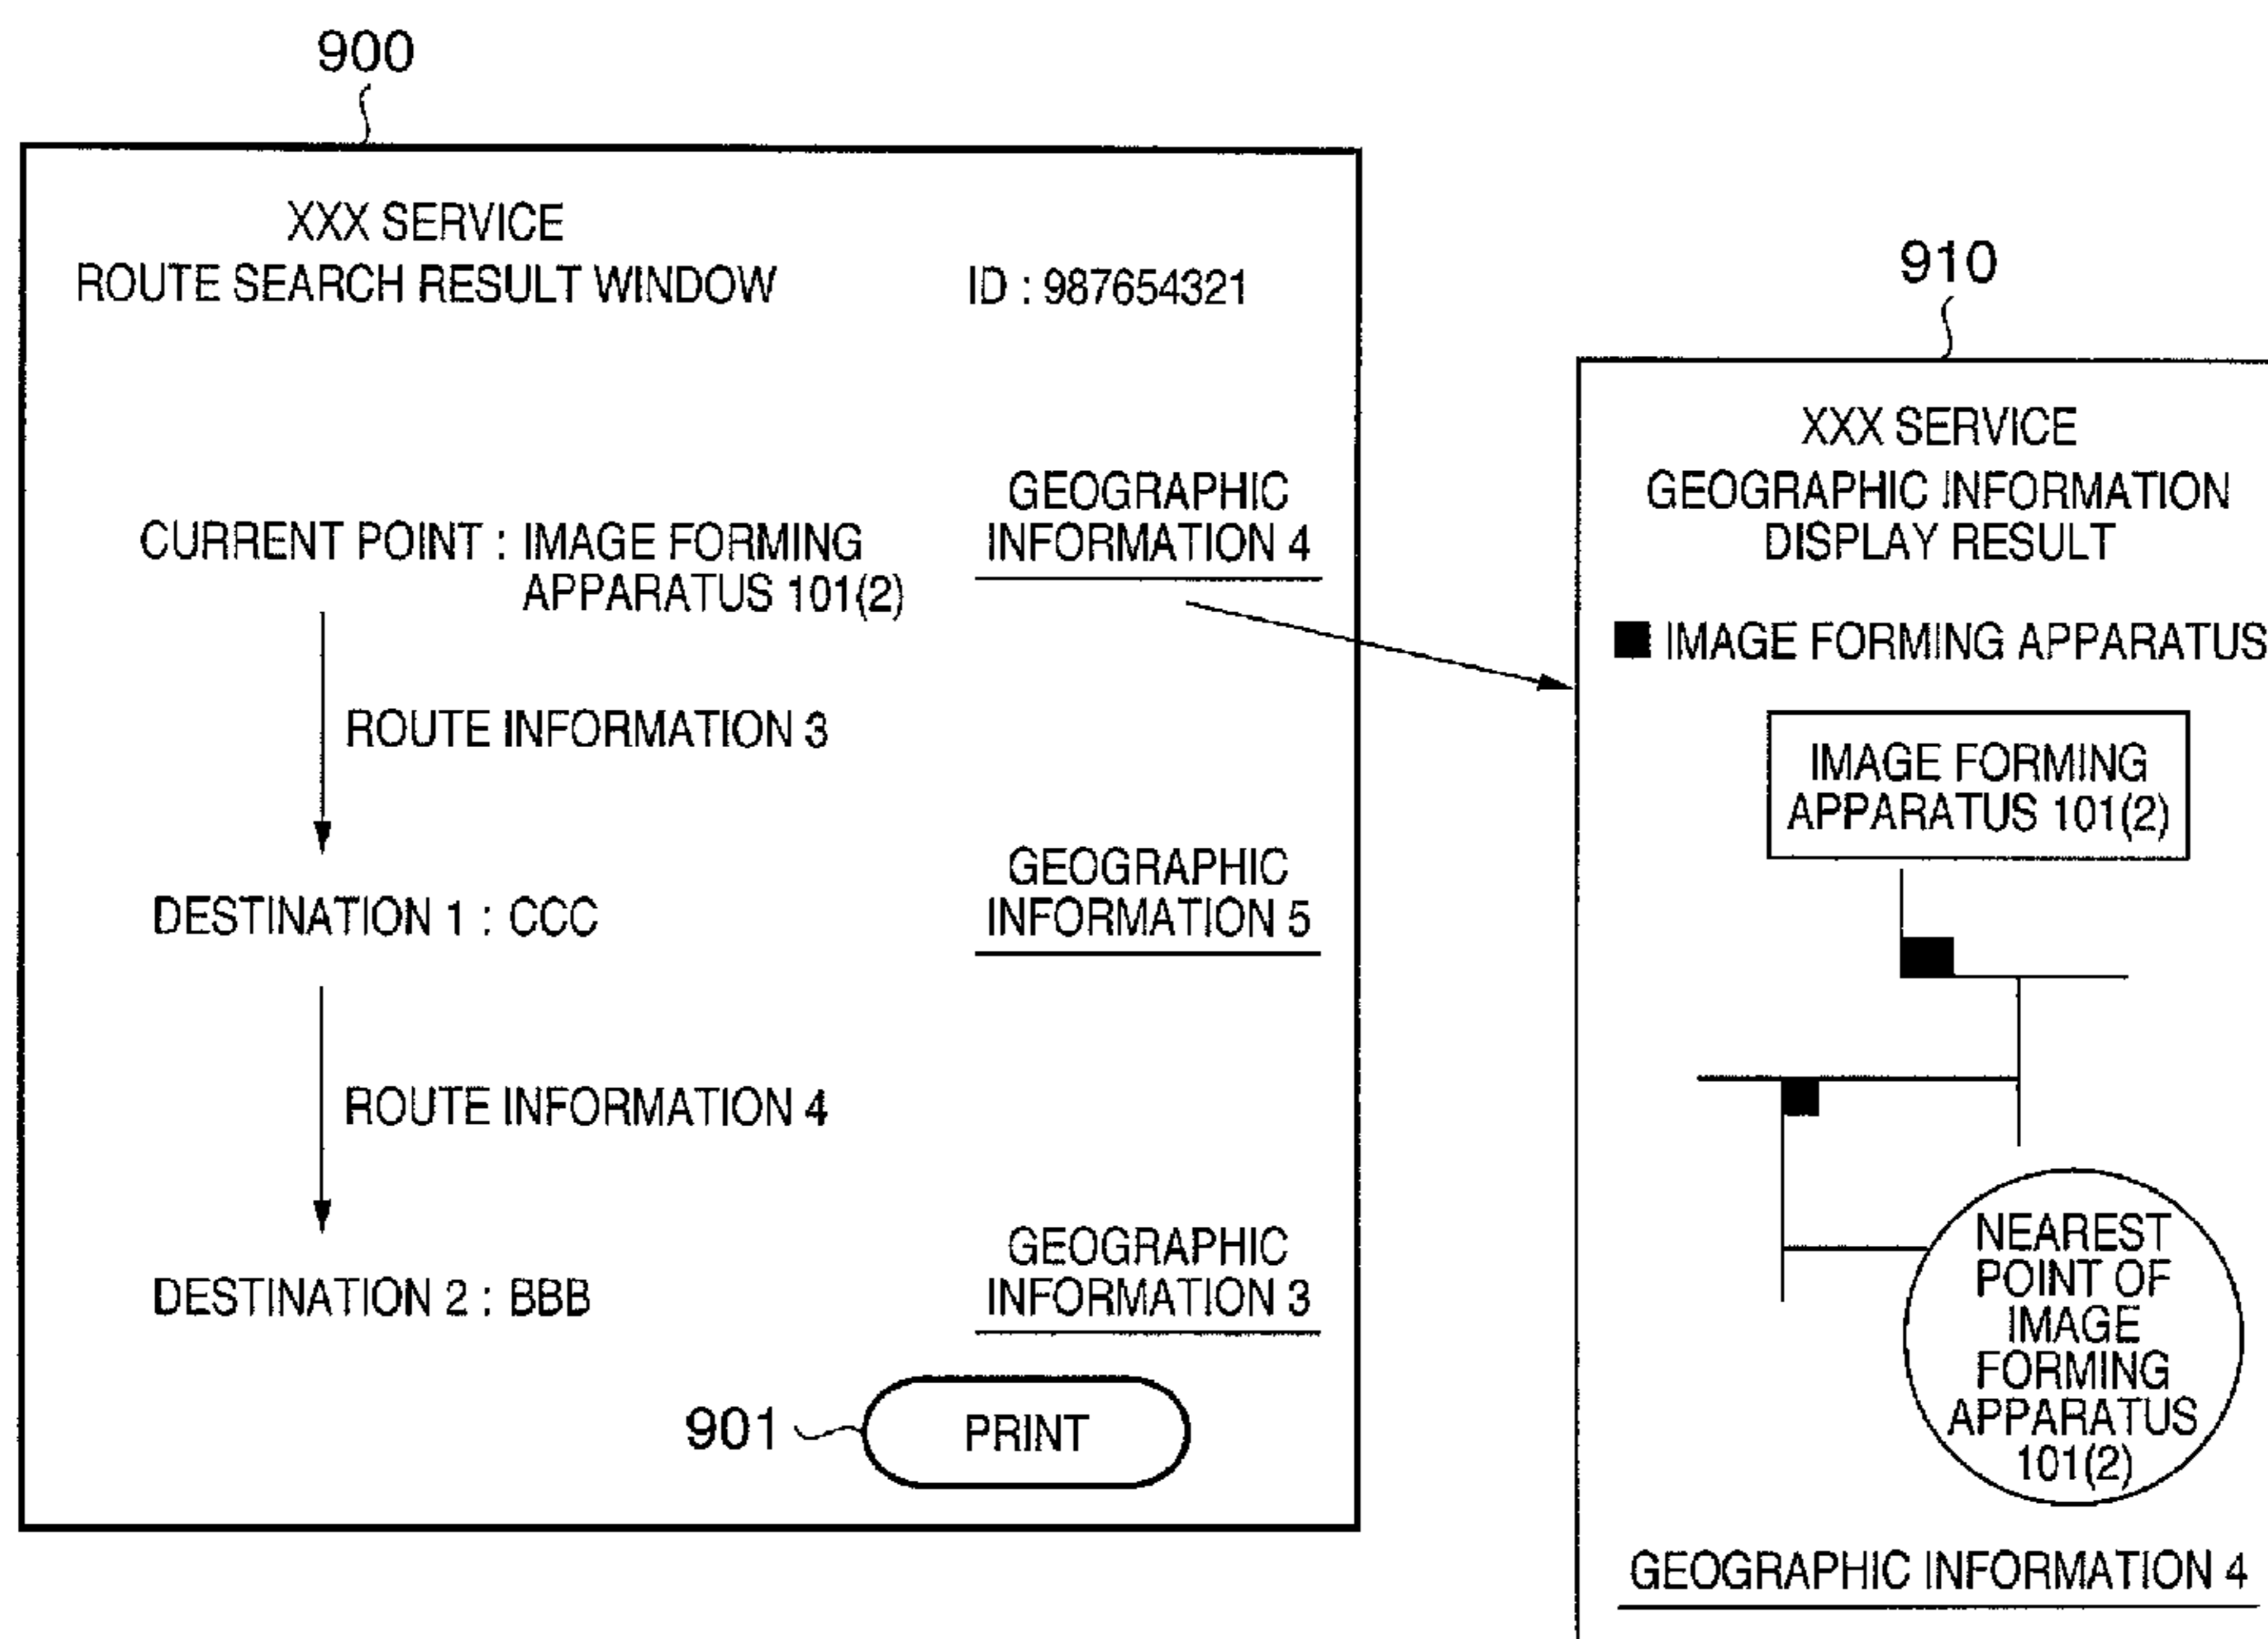 900
XXX SERVICE
ROUTE SEARCH RESULT WINDOW
ID : 987654321
CURRENT POINT : IMAGE FORMING
APPARATUS 101(2)
GEOGRAPHIC
INFORMATION 4
ROUTE INFORMATION 3
DESTINATION 1 : CCC
GEOGRAPHIC
INFORMATION 5
ROUTE INFORMATION 4
DESTINATION 2 : BBB
GEOGRAPHIC
INFORMATION 3
901
PRINT
910
XXX SERVICE
GEOGRAPHIC INFORMATION
DISPLAY RESULT
■ IMAGE FORMING APPARATUS
IMAGE FORMING
APPARATUS 101(2)
NEAREST
POINT OF
IMAGE
FORMING
APPARATUS
101(2)
GEOGRAPHIC INFORMATION 4